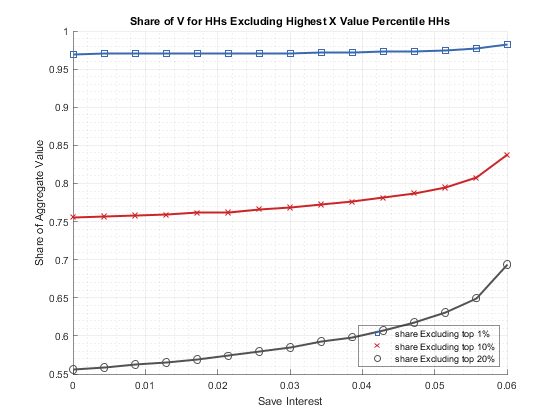 Share of V for HHs Excluding Highest X Value Percentile HHs
1
0.95
0.9
0.85
0.8
0.75
0.7
0.65
0.6
0.55
Share of Aggregate Value
share Excluding top 1%
share Excluding top 10%
share Excluding top 20%
0 0.01 0.02 0.03 0.04 0.05 0.06
Save Interest